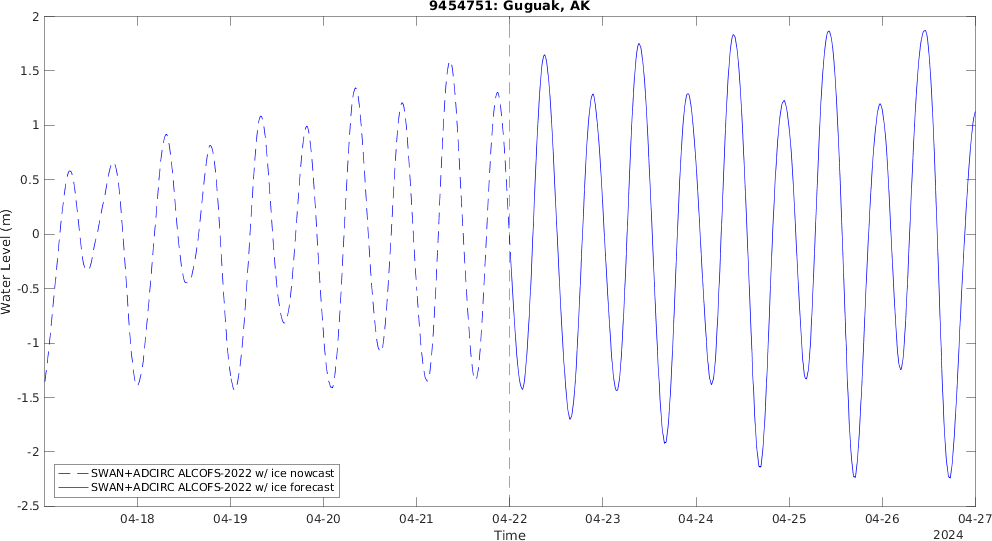 9454751: Guguak, AK
2
1.5
1
0.5
0
-0.5
-1
-1.5
-2
-2.5
Water Level (m)
SWAN+ADCIRC ALCOFS-2022 w/ ice nowcast
SWAN+ADCIRC ALCOFS-2022 w/ ice forecast
04-18 04-19 04-20 04-21 04-22 04-23 04-24 04-25 04-26 04-27
Time
2024